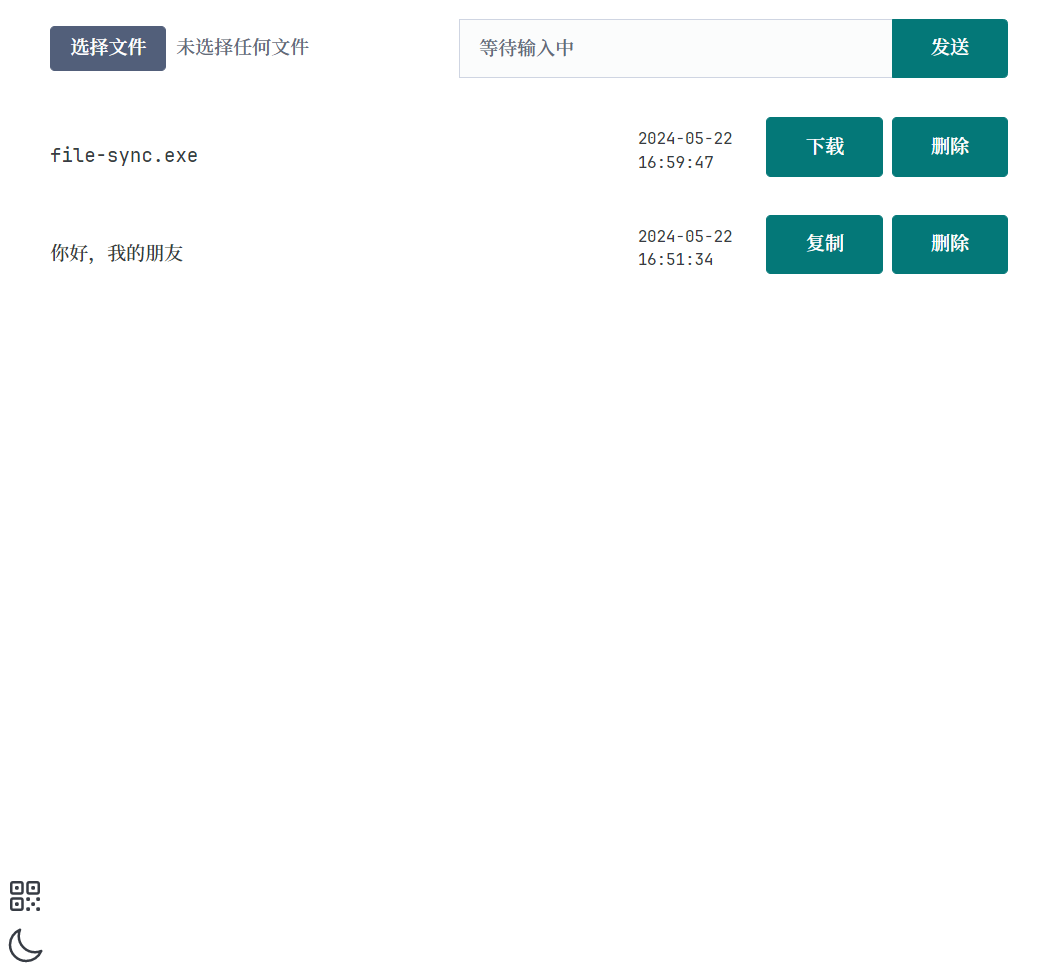 选择文件 未选择任何文件 等待输入中 发送
file-sync.exe 2024-05-22 16:59:47 下载 删除
你好，我的朋友 2024-05-22 16:51:34 复制 删除